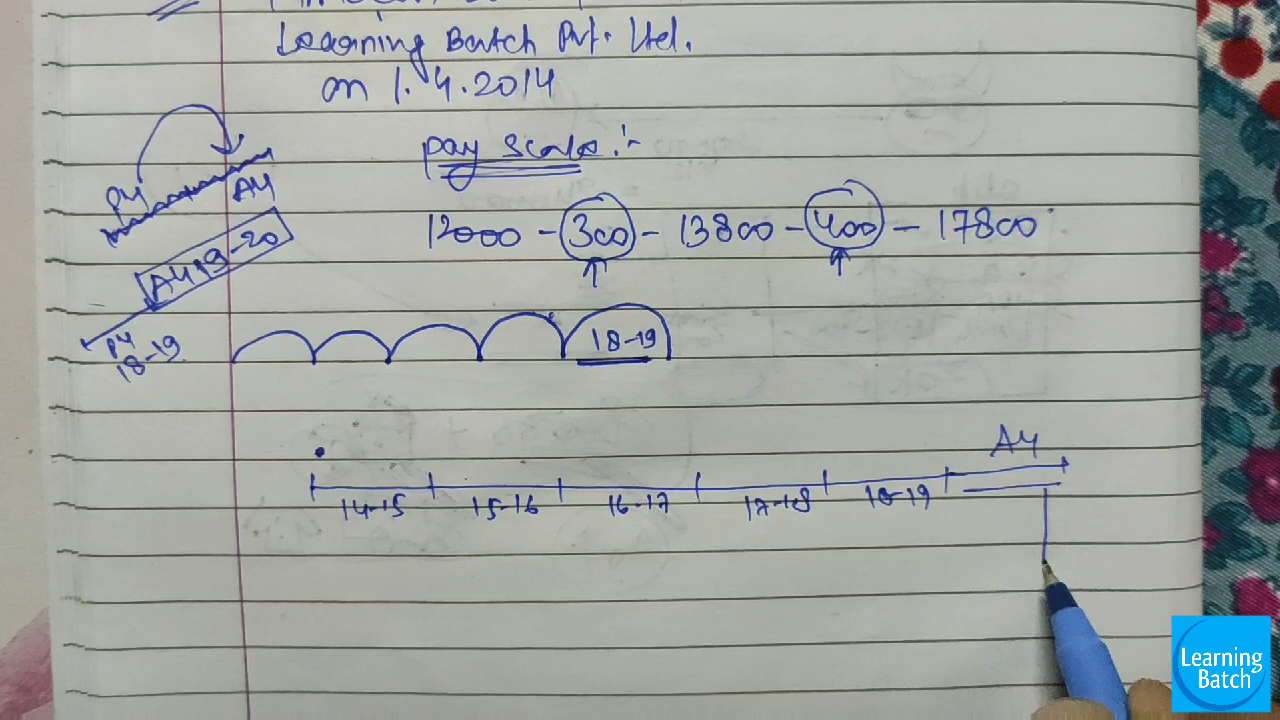 Learning Batch Pvt. Ltd.
on 1.4.2014
Pay Scale :-
12000 - 300 - 13800 - 400 - 17800
PY
AY
AY 19-20
PY
18-19
18-19
AY
14-15 15-16 16-17 17-18 18-19
Learning
Batch